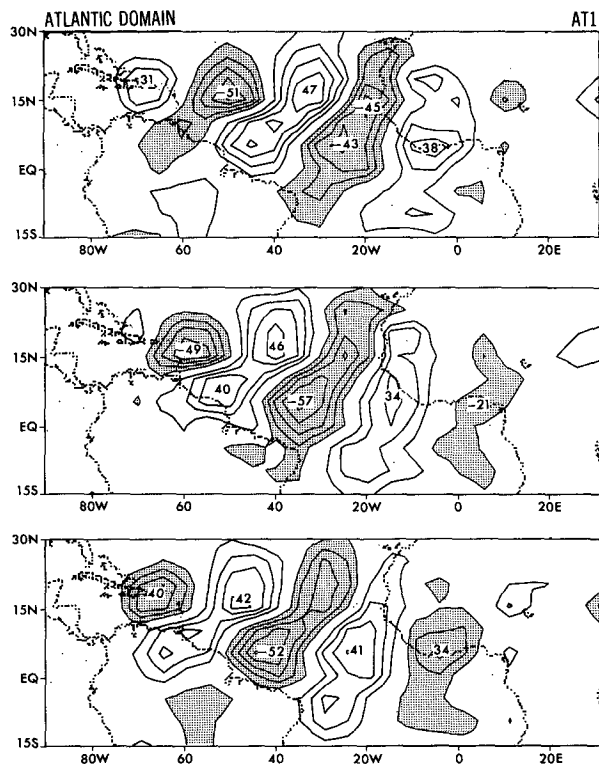 ATLANTIC DOMAIN AT1
30N
31 -51 47
15N -45
-43 -38
EQ
15S
80W 60 40 20W 0 20E
30N
-49 46
15N
40 -57 34 -21
EQ
15S
80W 60 40 20W 0 20E
30N
-40 42
15N
-52 41 -34
EQ
15S
80W 60 40 20W 0 20E